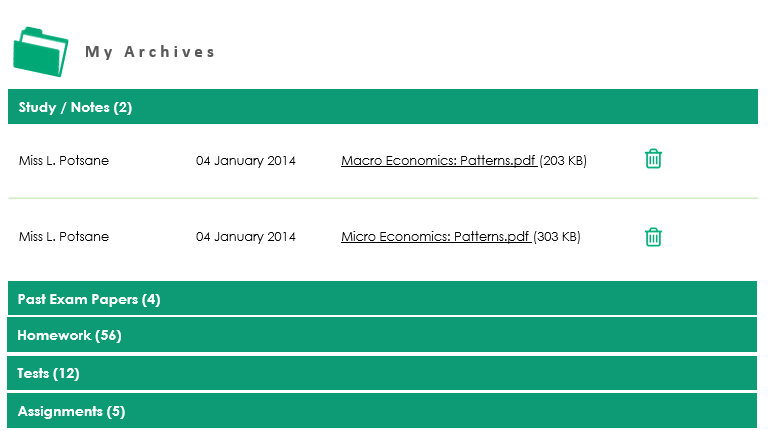 My Archives
Study / Notes (2)
Miss L. Potsane 04 January 2014 Macro Economics: Patterns.pdf (203 KB)
Miss L. Potsane 04 January 2014 Micro Economics: Patterns.pdf (303 KB)
Past Exam Papers (4)
Homework (56)
Tests (12)
Assignments (5)